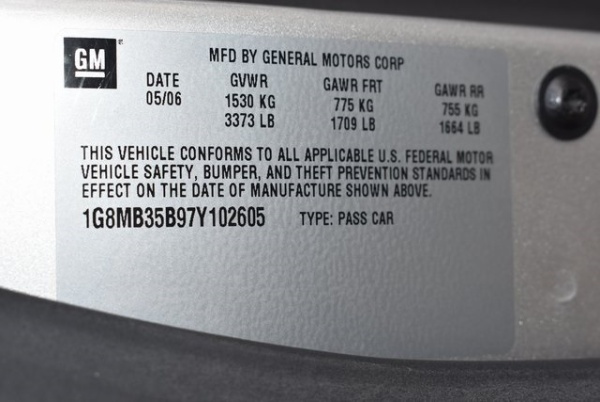 GM
MFD BY GENERAL MOTORS CORP
DATE GVWR GAWR FRT GAWR RR
05/06 1530 KG 775 KG 755 KG
3373 LB 1709 LB 1664 LB
THIS VEHICLE CONFORMS TO ALL APPLICABLE U.S. FEDERAL MOTOR
VEHICLE SAFETY, BUMPER, AND THEFT PREVENTION STANDARDS IN
EFFECT ON THE DATE OF MANUFACTURE SHOWN ABOVE.
1G8MB35B97Y102605 TYPE: PASS CAR